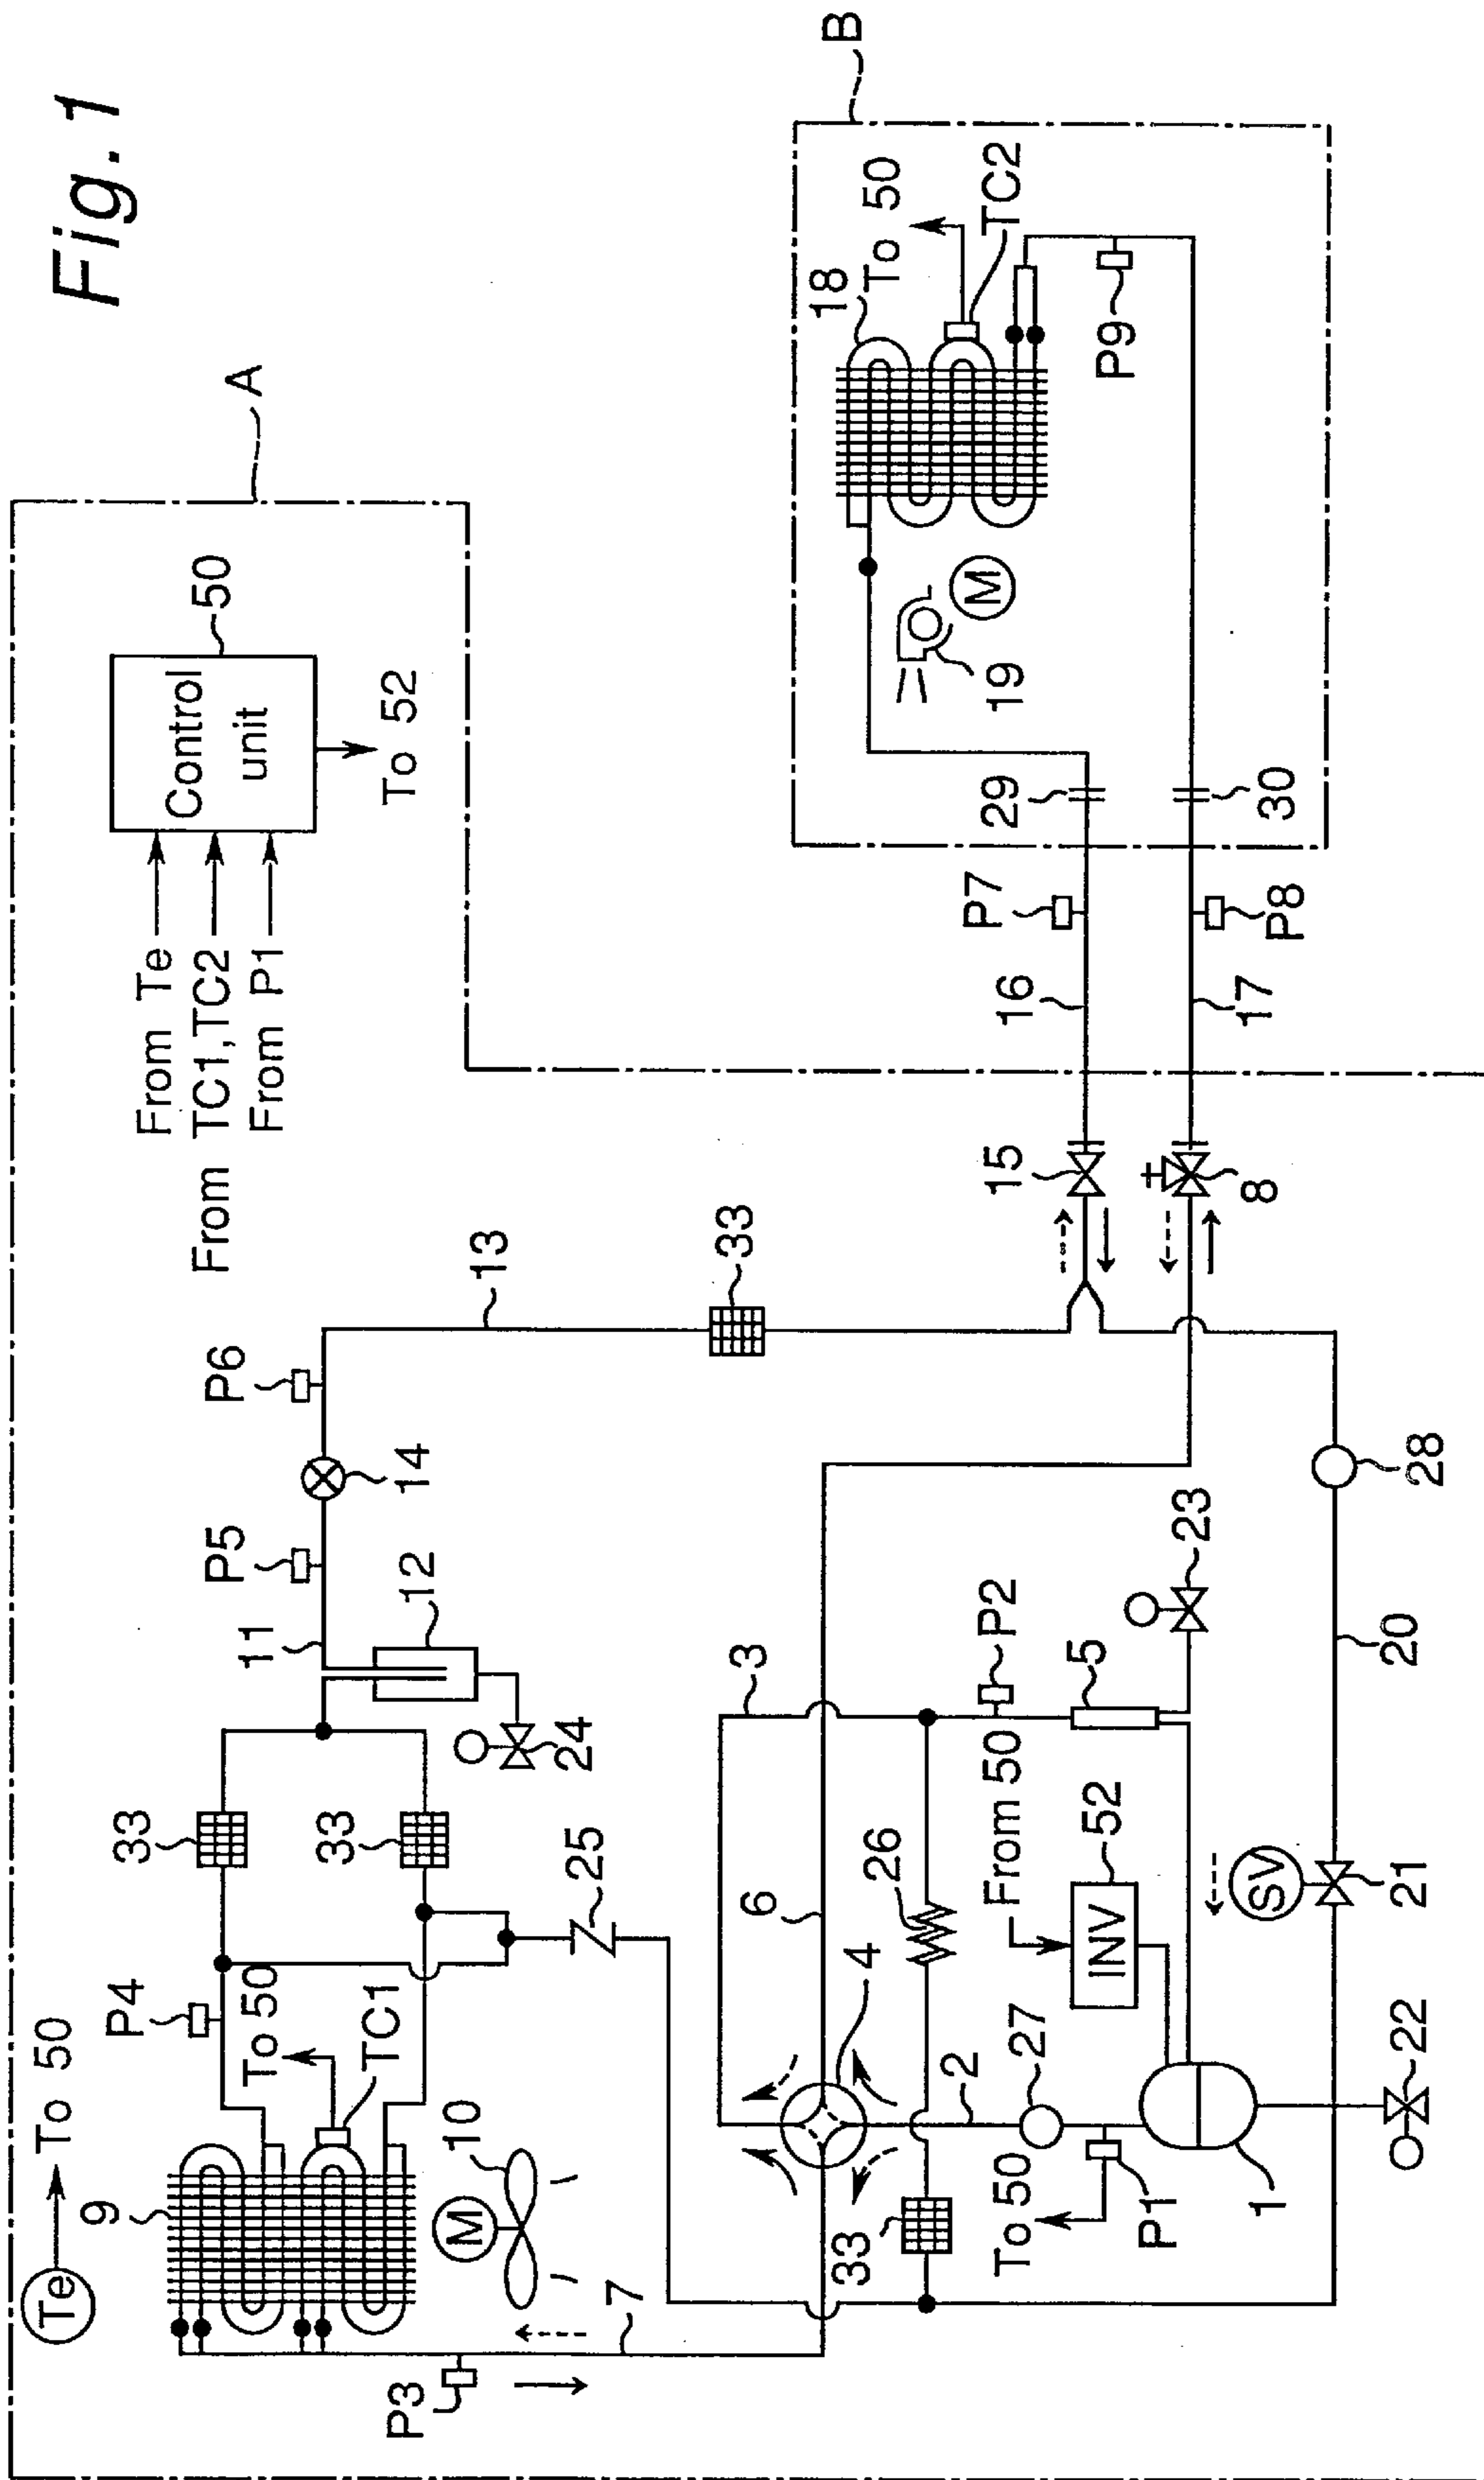 Fig. 1
A
B
Control
unit
50
To 52
From Te
From TC1,TC2
From P1
Te
To 50
9
P4
To 50
TC1
10
M
P3
7
33
33
25
11
12
24
P5
14
P6
13
33
15
8
16
17
P7
P8
29
30
18
To 50
TC2
P9
19
M
6
4
3
26
33
2
27
To 50
P1
1
22
INV
52
From 50
P2
5
23
SV
21
20
28